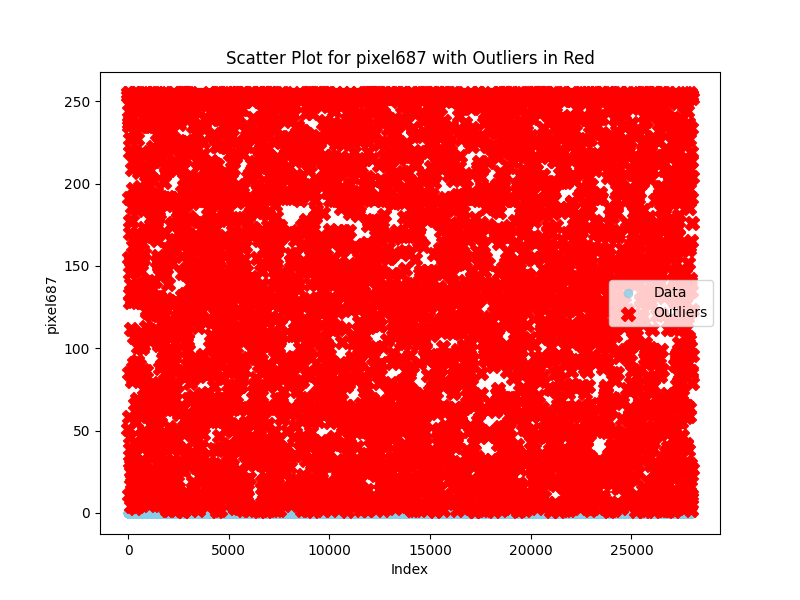 Scatter Plot for pixel687 with Outliers in Red
250
200
150
100
50
0
pixel687
Data
Outliers
0 5000 10000 15000 20000 25000
Index